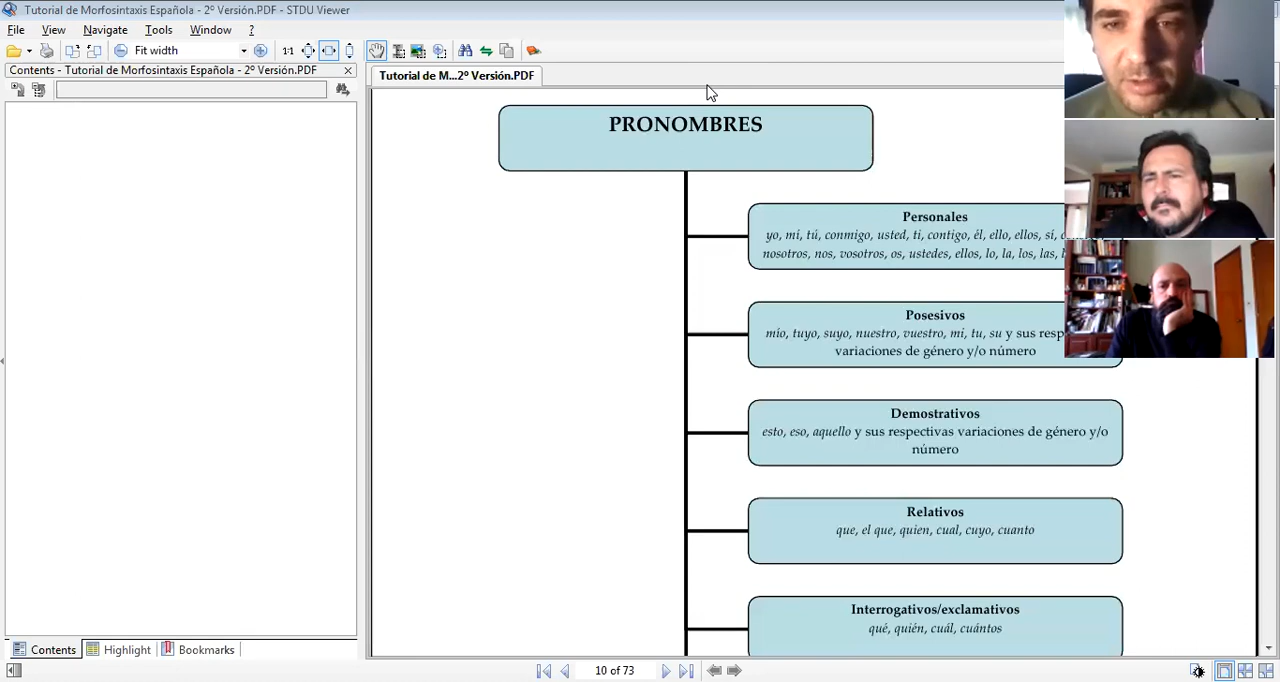 Tutorial de Morfosintaxis Española - 2º Versión.PDF - STDU Viewer
File View Navigate Tools Window ?
Fit width 1:1
Contents - Tutorial de Morfosintaxis Española - 2º Versión.PDF
Tutorial de M...2º Versión.PDF
PRONOMBRES
Personales
yo, mí, tú, conmigo, usted, ti, contigo, él, ello, ellos, sí,
nosotros, nos, vosotros, os, ustedes, ellos, lo, la, los, las,
Posesivos
mío, tuyo, suyo, nuestro, vuestro, mi, tu, su y sus
variaciones de género y/o número
Demostrativos
esto, eso, aquello y sus respectivas variaciones de género y/o
número
Relativos
que, el que, quien, cual, cuyo, cuanto
Interrogativos/exclamativos
qué, quién, cuál, cuántos
Contents Highlight Bookmarks
10 of 73